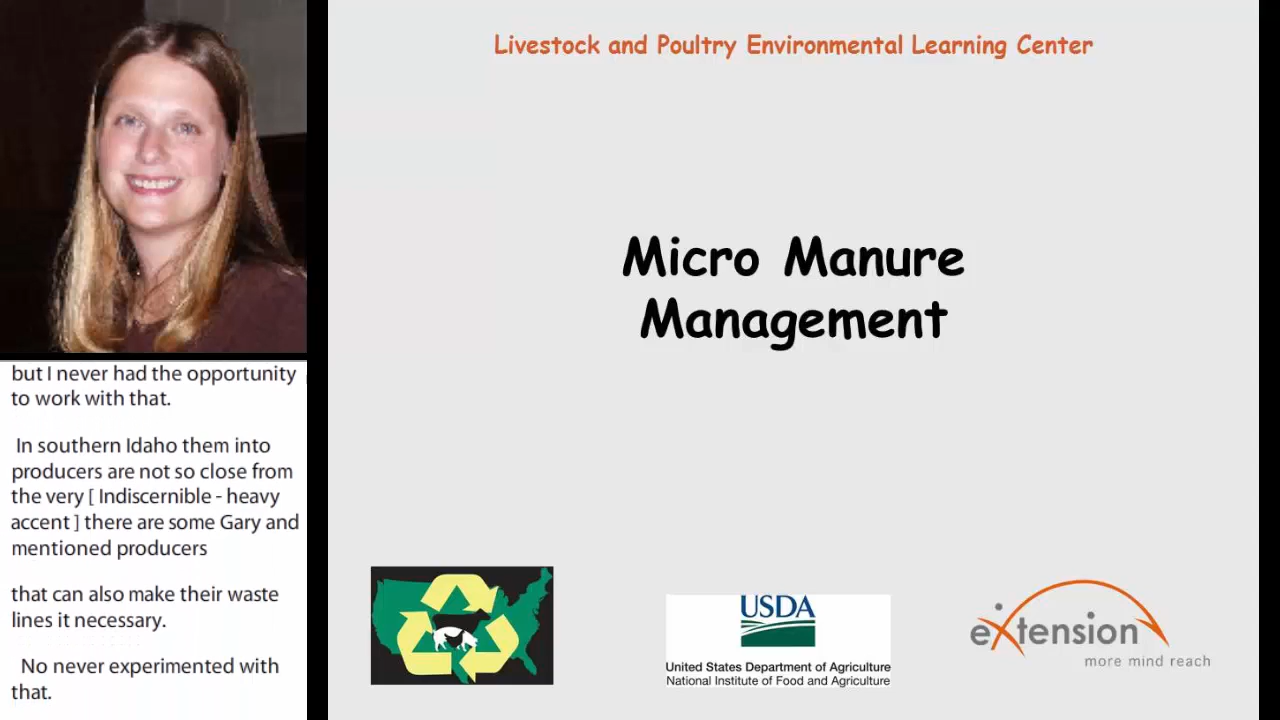 Livestock and Poultry Environmental Learning Center
Micro Manure
Management
but I never had the opportunity
to work with that.
In southern Idaho them into
producers are not so close from
the very [ Indiscernible - heavy
accent ] there are some Gary and
mentioned producers
that can also make their waste
lines it necessary.
No never experimented with
that.
USDA
United States Department of Agriculture
National Institute of Food and Agriculture
eXtension
more mind reach